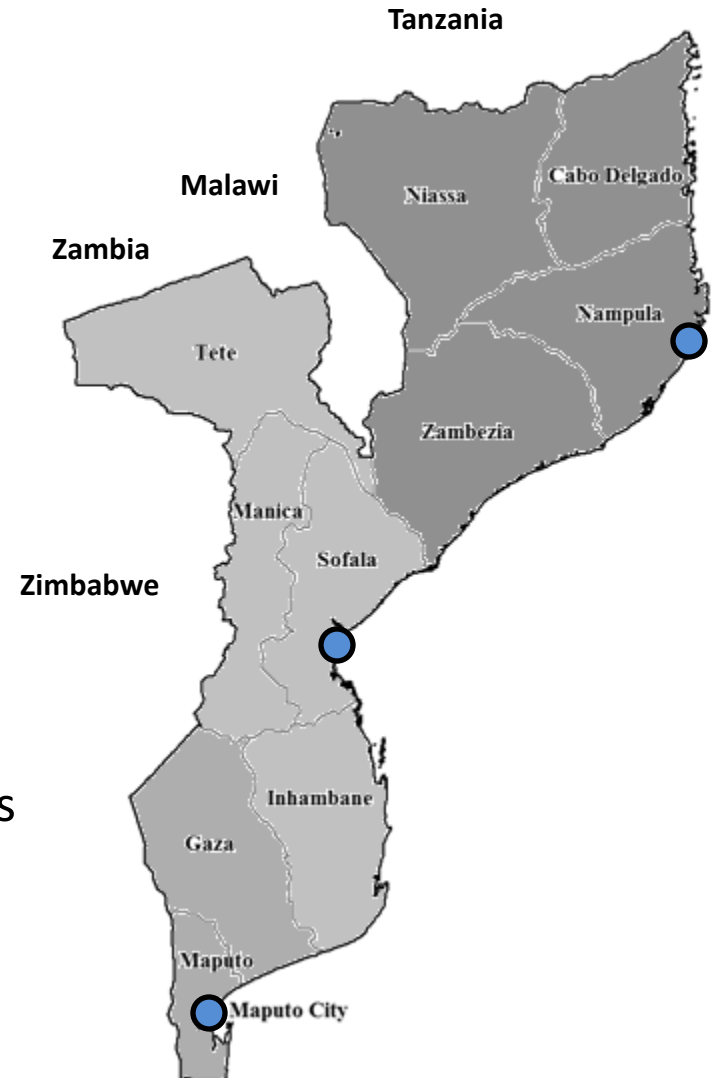 Tanzania
Cabo Delgado
Malawi
Niassa
Zambia
Nampula
Tete
Zambezia
Manica
Sofala
Zimbabwe
Inhambane
s
Gaza
Maputo
Maputo City